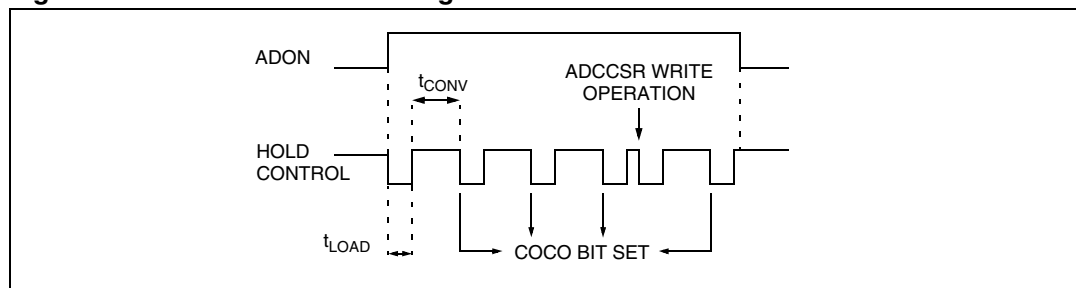 ADON
ADCCSR WRITE
OPERATION
tCONV
HOLD
CONTROL
tLOAD
COCO BIT SET